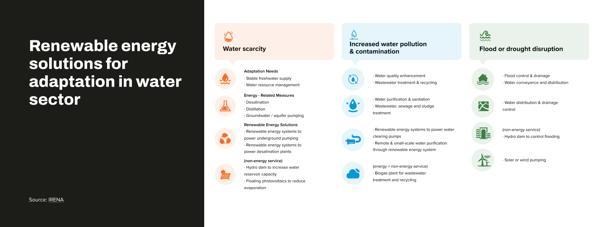 Renewable energy
solutions for
adaptation in water
sector
Source: IRENA
Water scarcity
Adaptation Needs
· Stable freshwater supply
· Water resource management
Energy - Related Measures
· Desalination
· Distillation
· Groundwater / aquifer pumping
Renewable Energy Solutions
· Renewable energy systems to
power underground pumping
· Renewable energy systems to
power desalination plants
(non-energy service)
· Hydro dam to increase water
reservoir capacity
· Floating photovoltaics to reduce
evaporation
Increased water pollution
& contamination
· Water quality enhancement
· Wastewater treatment & recycling
· Water purification & sanitation
· Wastewater, sewage and sludge
treatment
· Renewable energy systems to power water
cleaning pumps
· Remote & small-scale water purification
through renewable energy system
(energy + non-energy service)
· Biogas plant for wastewater
treatment and recycling
Flood or drought disruption
· Flood control & drainage
· Water conveyance and distribution
· Water distribution & drainage
control
(non-energy service)
· Hydro dam to control flooding
· Solar or wind pumping